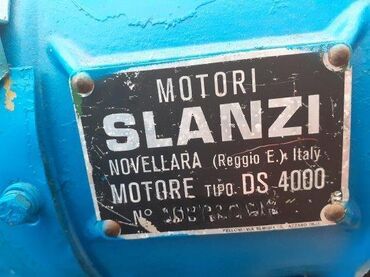 MOTORI
SLANZI
NOVELLARA (Reggio E.) Italy
MOTORE TIPO DS 4000
N°